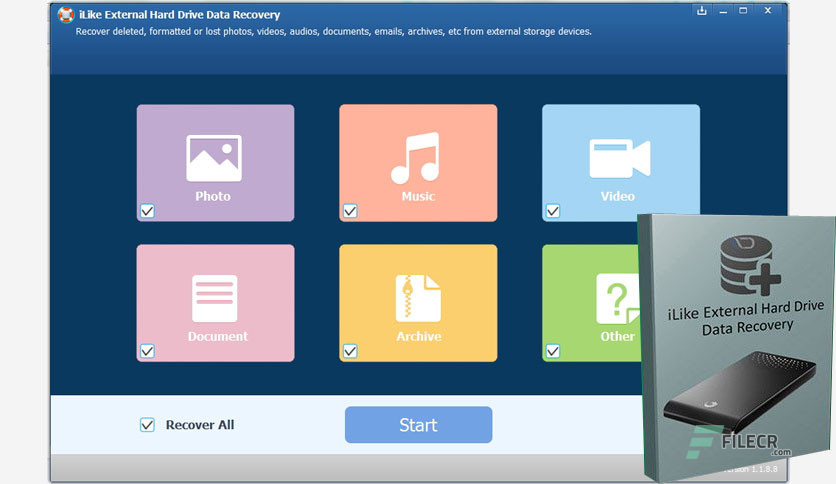 iLike External Hard Drive Data Recovery
Recover deleted, formatted or lost photos, videos, audios, documents, emails, archives, etc from external storage devices.
Photo
Music
Video
Document
Archive
Other
iLike External Hard Drive
Data Recovery
Recover All
Start
FILECR
.com
1.1.8.8